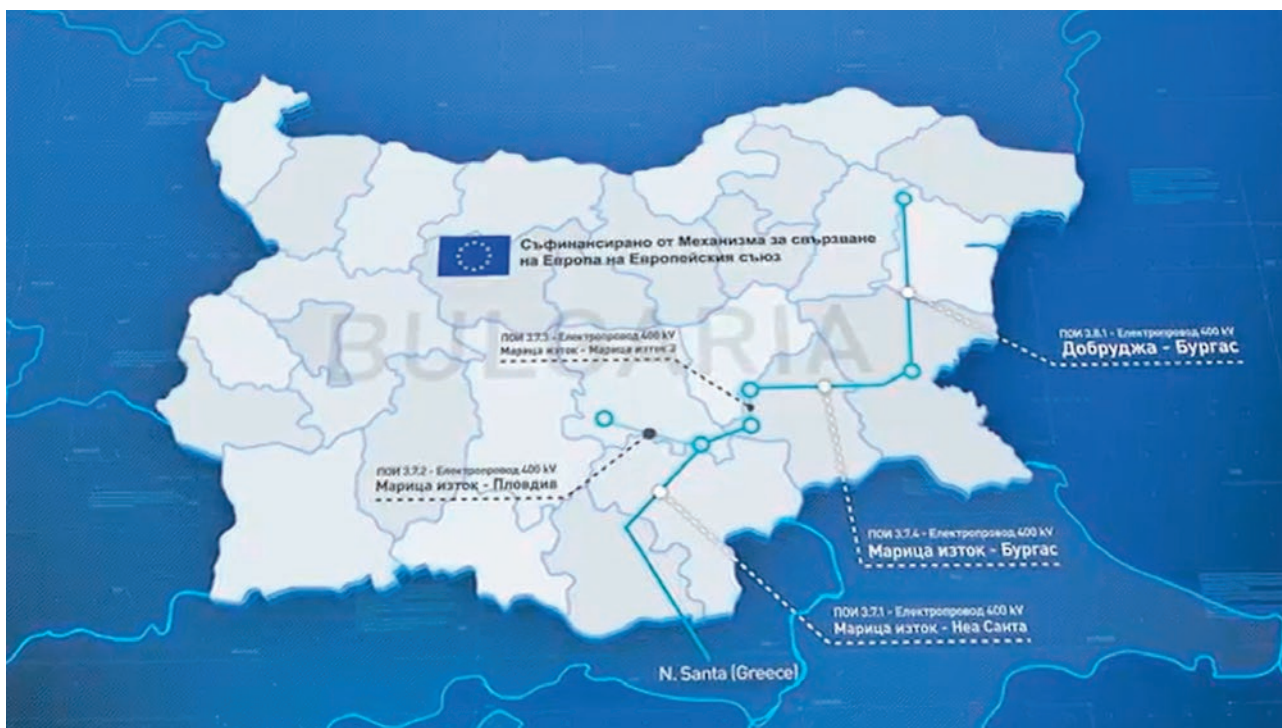 Съфинансирано от Механизма за свързване
на Европа на Европейския съюз
BULGARIA
ПОИ 3.7.3 - Електропровод 400 kV
Марица изток - Марица изток 2
ПОИ 3.8.1 - Електропровод 400 kV
Добруджа - Бургас
ПОИ 3.7.2 - Електропровод 400 kV
Марица изток - Пловдив
ПОИ 3.7.4 - Електропровод 400 kV
Марица изток - Бургас
ПОИ 3.7.1 - Електропровод 400 kV
Марица изток - Неа Санта
N. Santa (Greece)